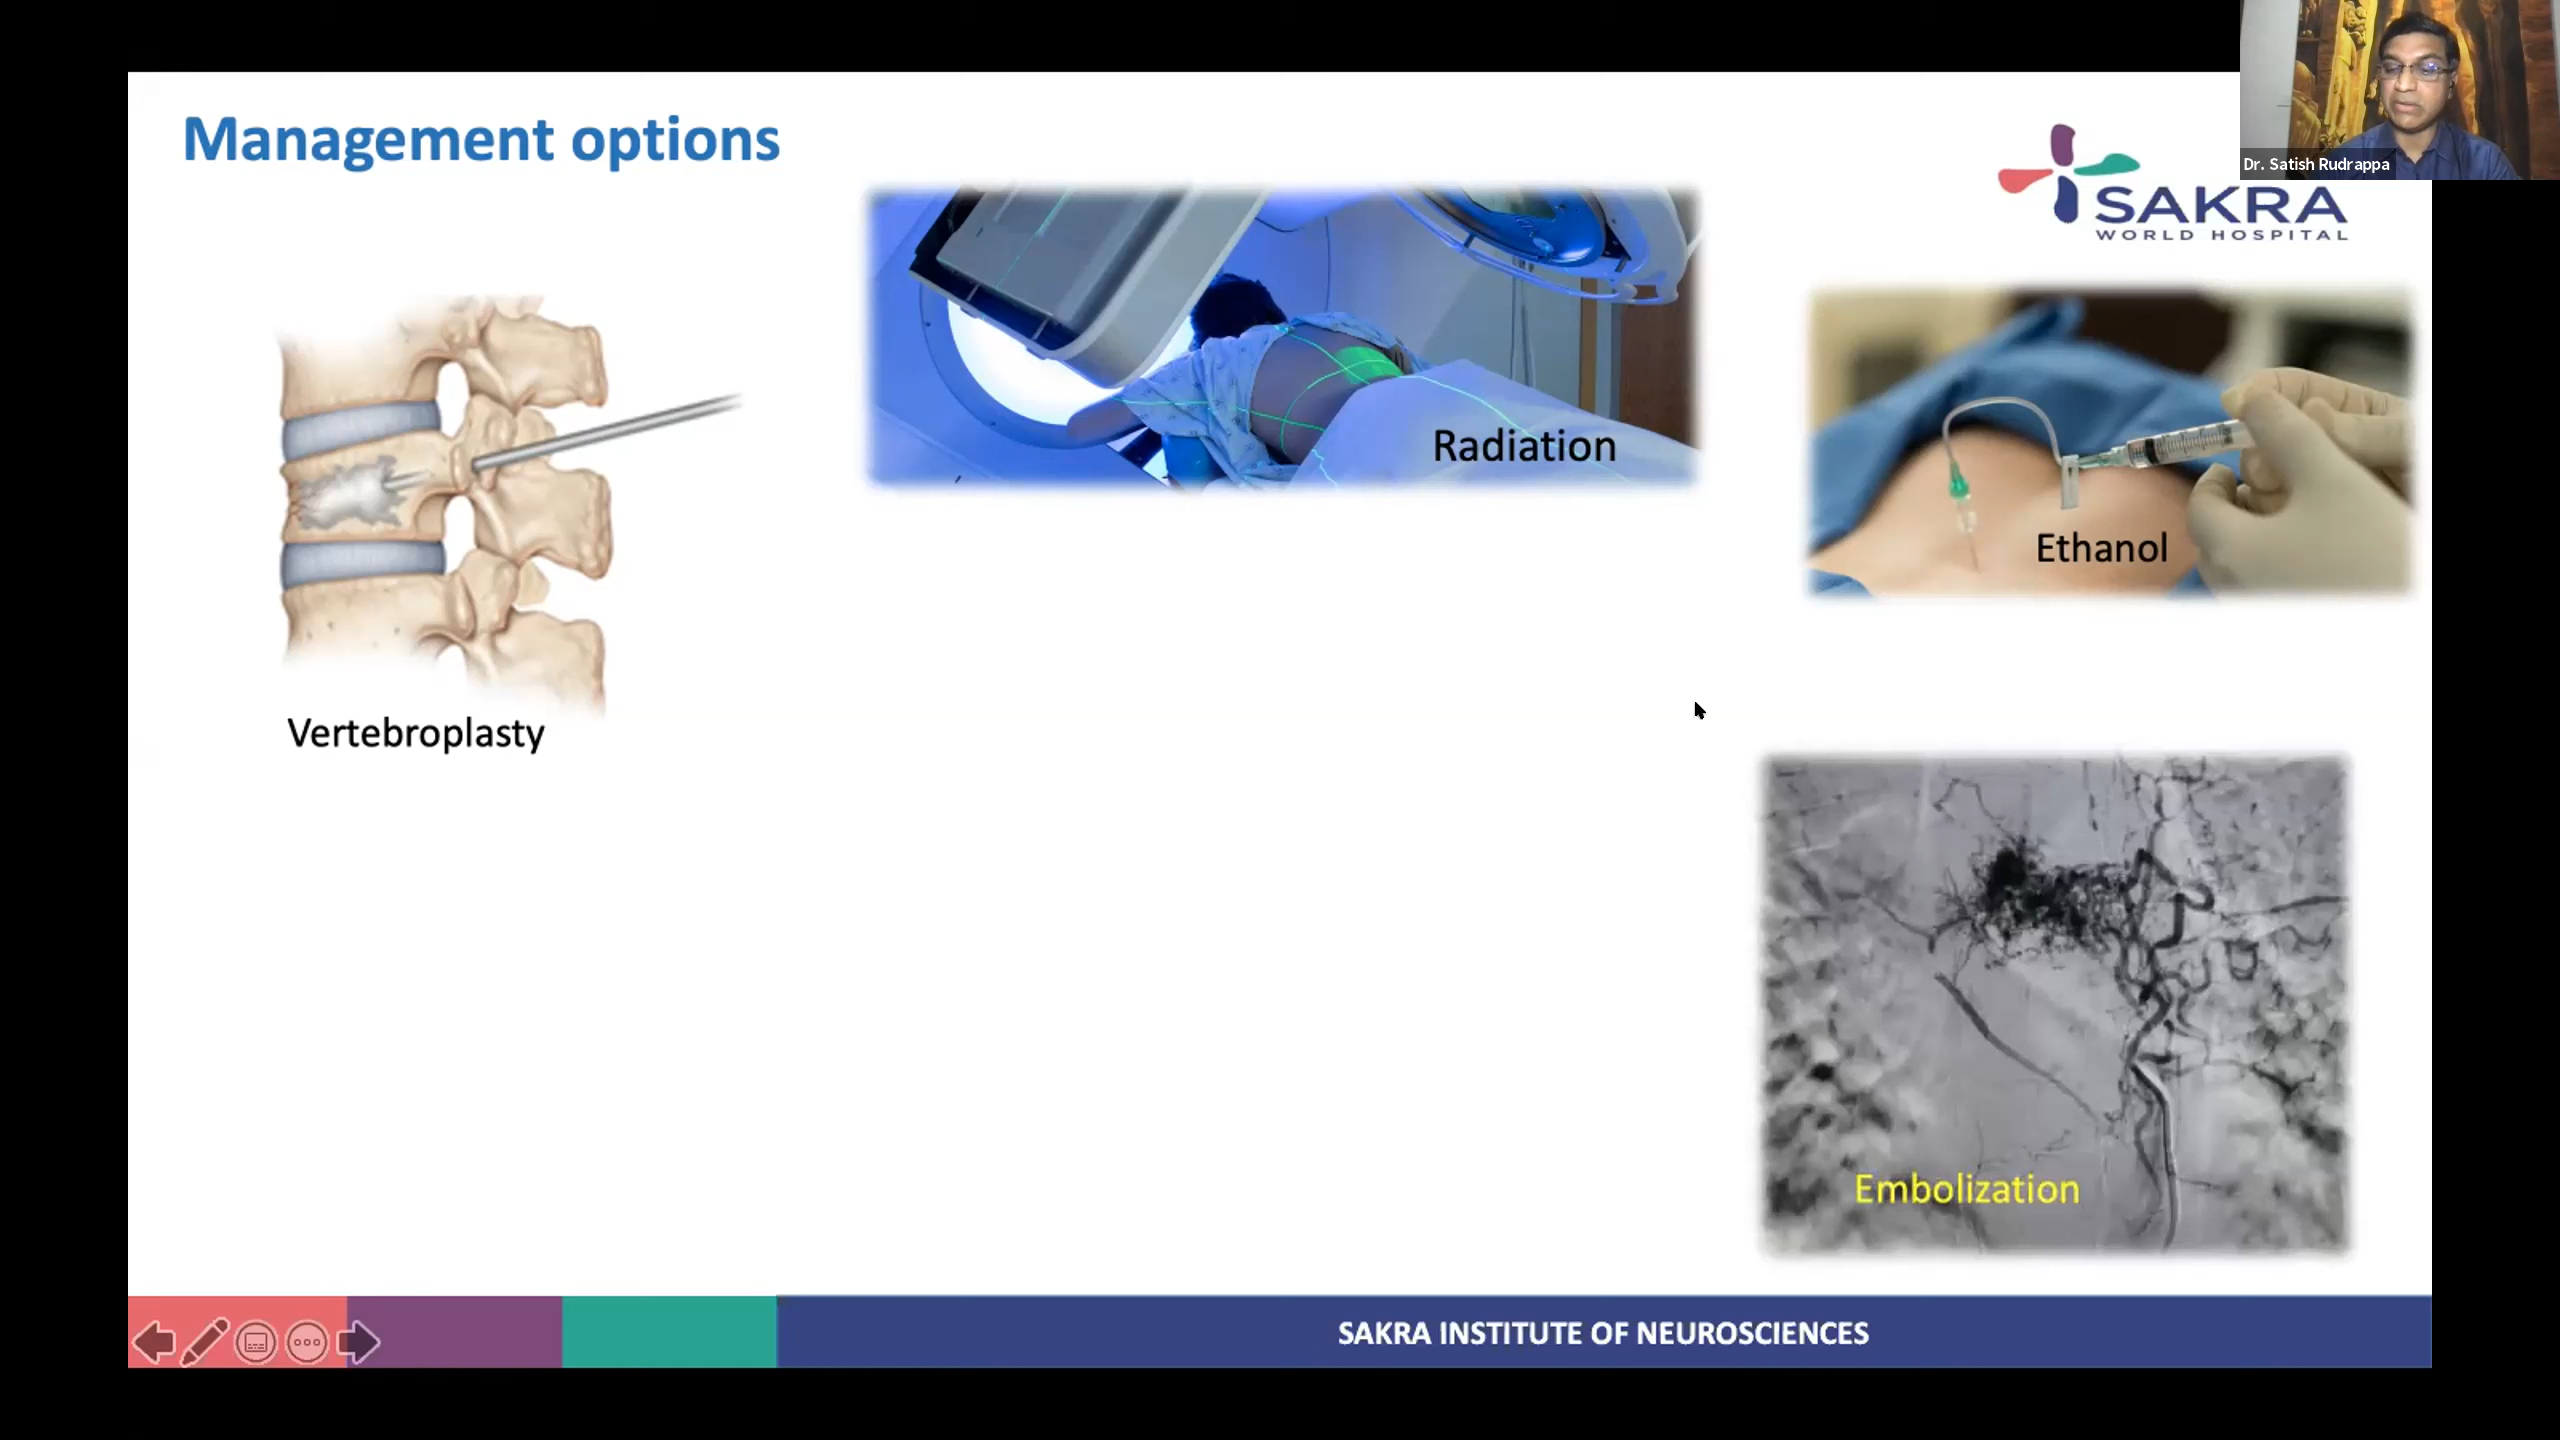 Management options
Dr. Satish Rudrappa
SAKRA
WORLD HOSPITAL
Radiation
Ethanol
Vertebroplasty
Embolization
SAKRA INSTITUTE OF NEUROSCIENCES